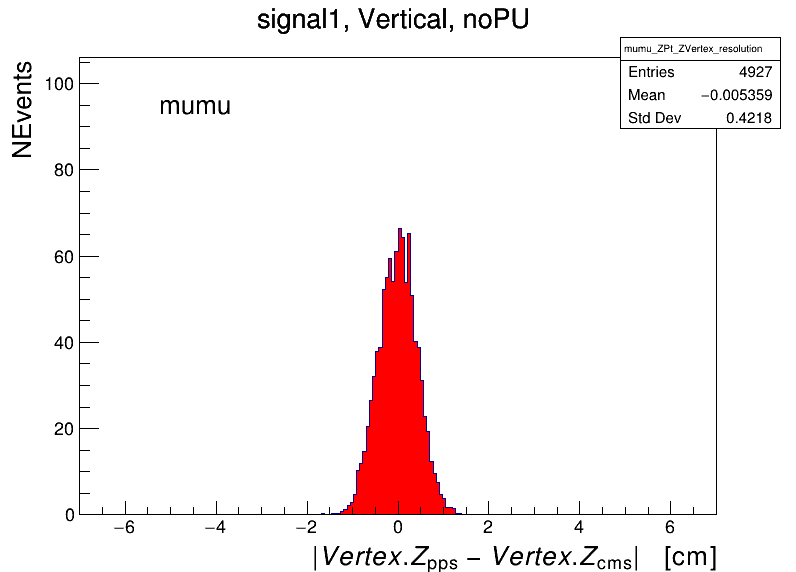 signal1, Vertical, noPU
mumu_ZPt_ZVertex_resolution
Entries 4927
Mean −0.005359
Std Dev 0.4218
NEvents
mumu
100
80
60
40
20
0
−6 −4 −2 0 2 4 6
|Vertex.Zpps − Vertex.Zcms| [cm]